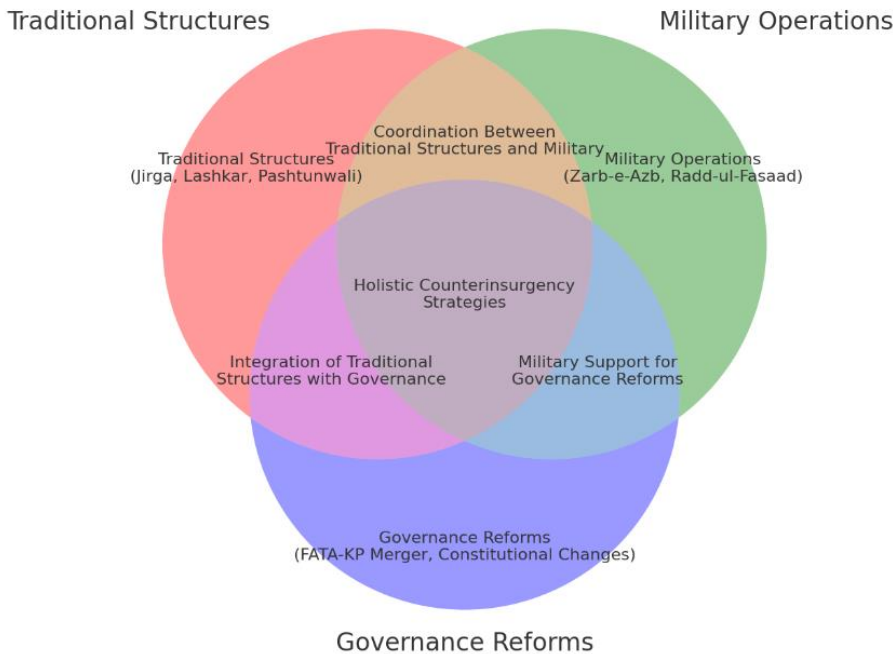 Traditional Structures
Military Operations
Coordination Between
Traditional Structures and Military
Traditional Structures
(Jirga, Lashkar, Pashtunwali)
Military Operations
(Zarb-e-Azb, Radd-ul-Fasaad)
Holistic Counterinsurgency
Strategies
Integration of Traditional
Structures with Governance
Military Support for
Governance Reforms
Governance Reforms
(FATA-KP Merger, Constitutional Changes)
Governance Reforms